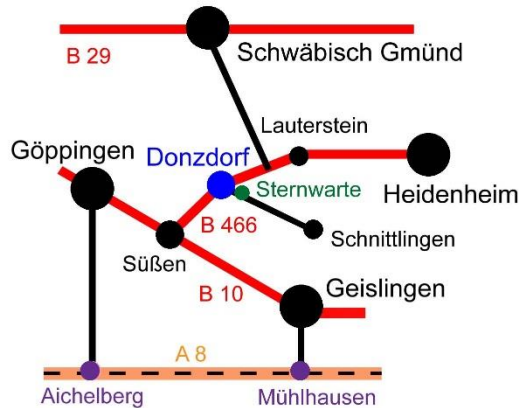 B 29
Schwäbisch Gmünd
Lauterstein
Göppingen
Donzdorf
Sternwarte
Heidenheim
B 466
Schnittlingen
Süßen
B 10
Geislingen
A 8
Aichelberg
Mühlhausen